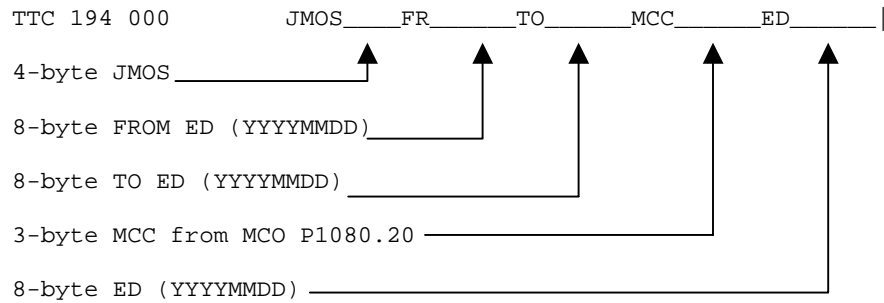 TTC 194 000 JMOS____FR______TO______MCC______ED______|
4-byte JMOS
8-byte FROM ED (YYYYMMDD)
8-byte TO ED (YYYYMMDD)
3-byte MCC from MCO P1080.20
8-byte ED (YYYYMMDD)